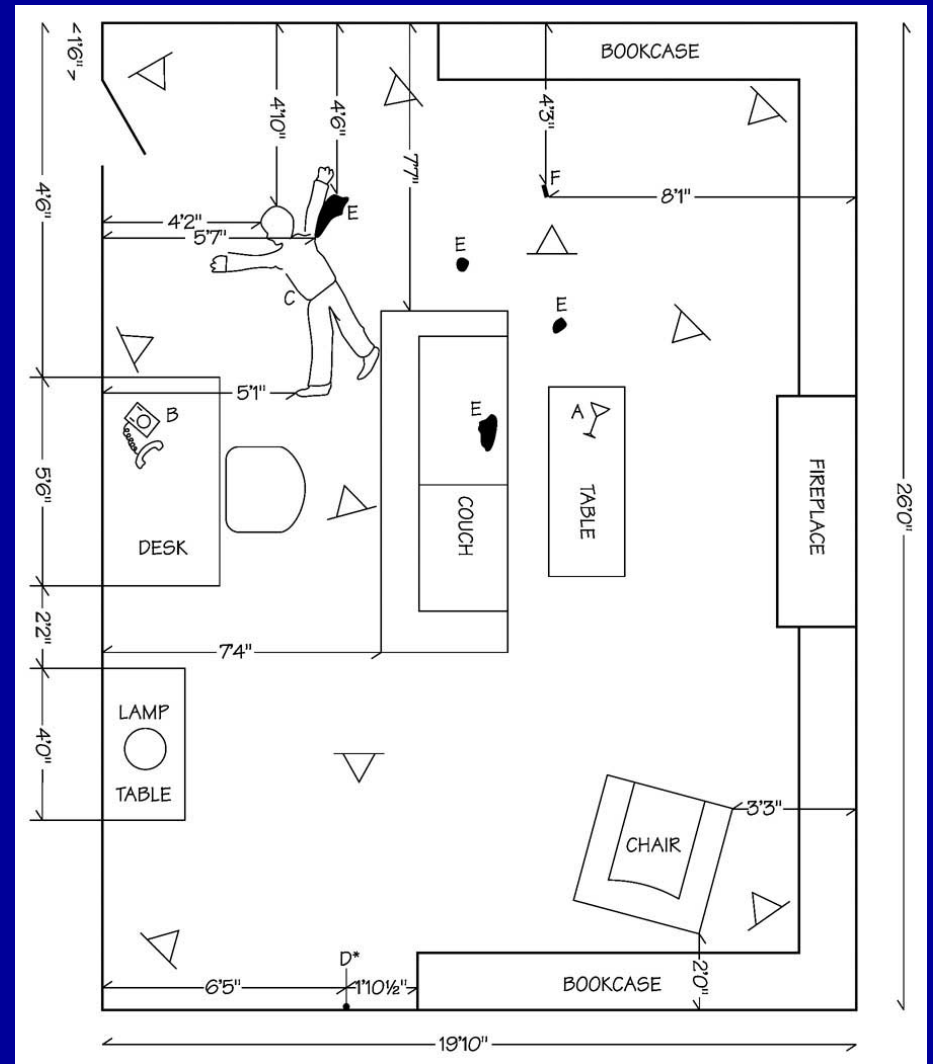 BOOKCASE
1'6"
4'10"
4'6"
4'3"
7'7"
F
8'1"
4'6"
4'2"
5'7"
E
E
C
E
5'1"
B
E
A
5'6"
COUCH
TABLE
FIREPLACE
26'0"
DESK
2'2"
7'4"
LAMP
TABLE
4'0"
3'3"
CHAIR
D*
6'5"
1'10½"
2'0"
BOOKCASE
19'10"